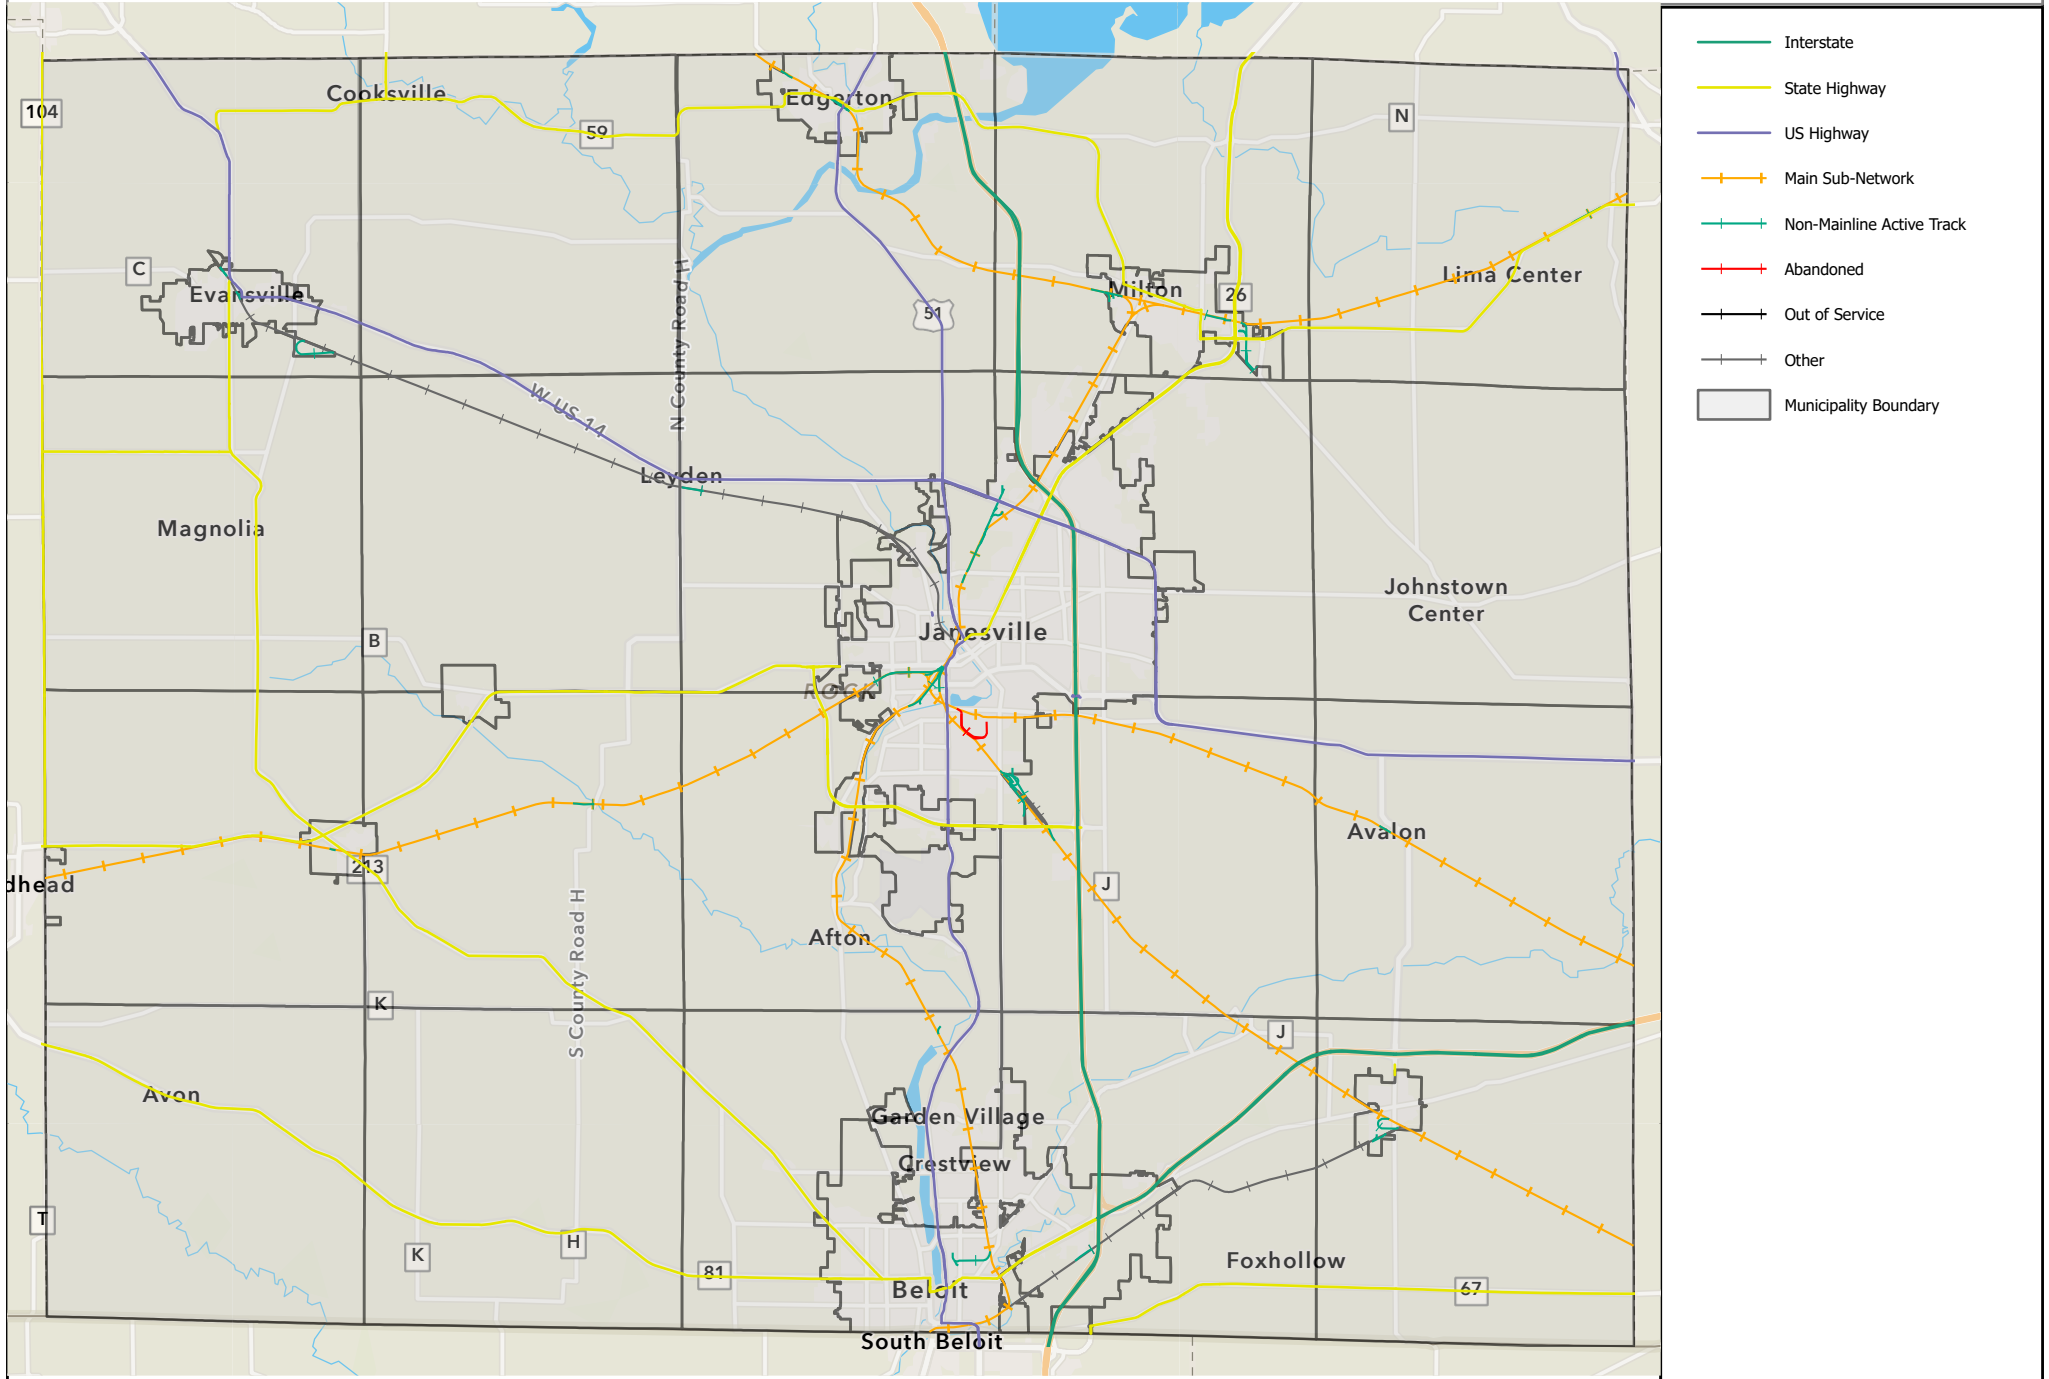 Interstate
State Highway
US Highway
Main Sub-Network
Non-Mainline Active Track
Abandoned
Out of Service
Other
Municipality Boundary
Cooksville
Edgerton
104
59
N
N County Road H
C
Evansville
51
Milton
26
Lima Center
W US 14
Leyden
Magnolia
Johnstown
Center
B
Janesville
ROCK
213
Avalon
dhead
J
S County Road H
Afton
K
J
Avon
Garden Village
Crestview
T
K
H
81
Beloit
Foxhollow
67
South Beloit